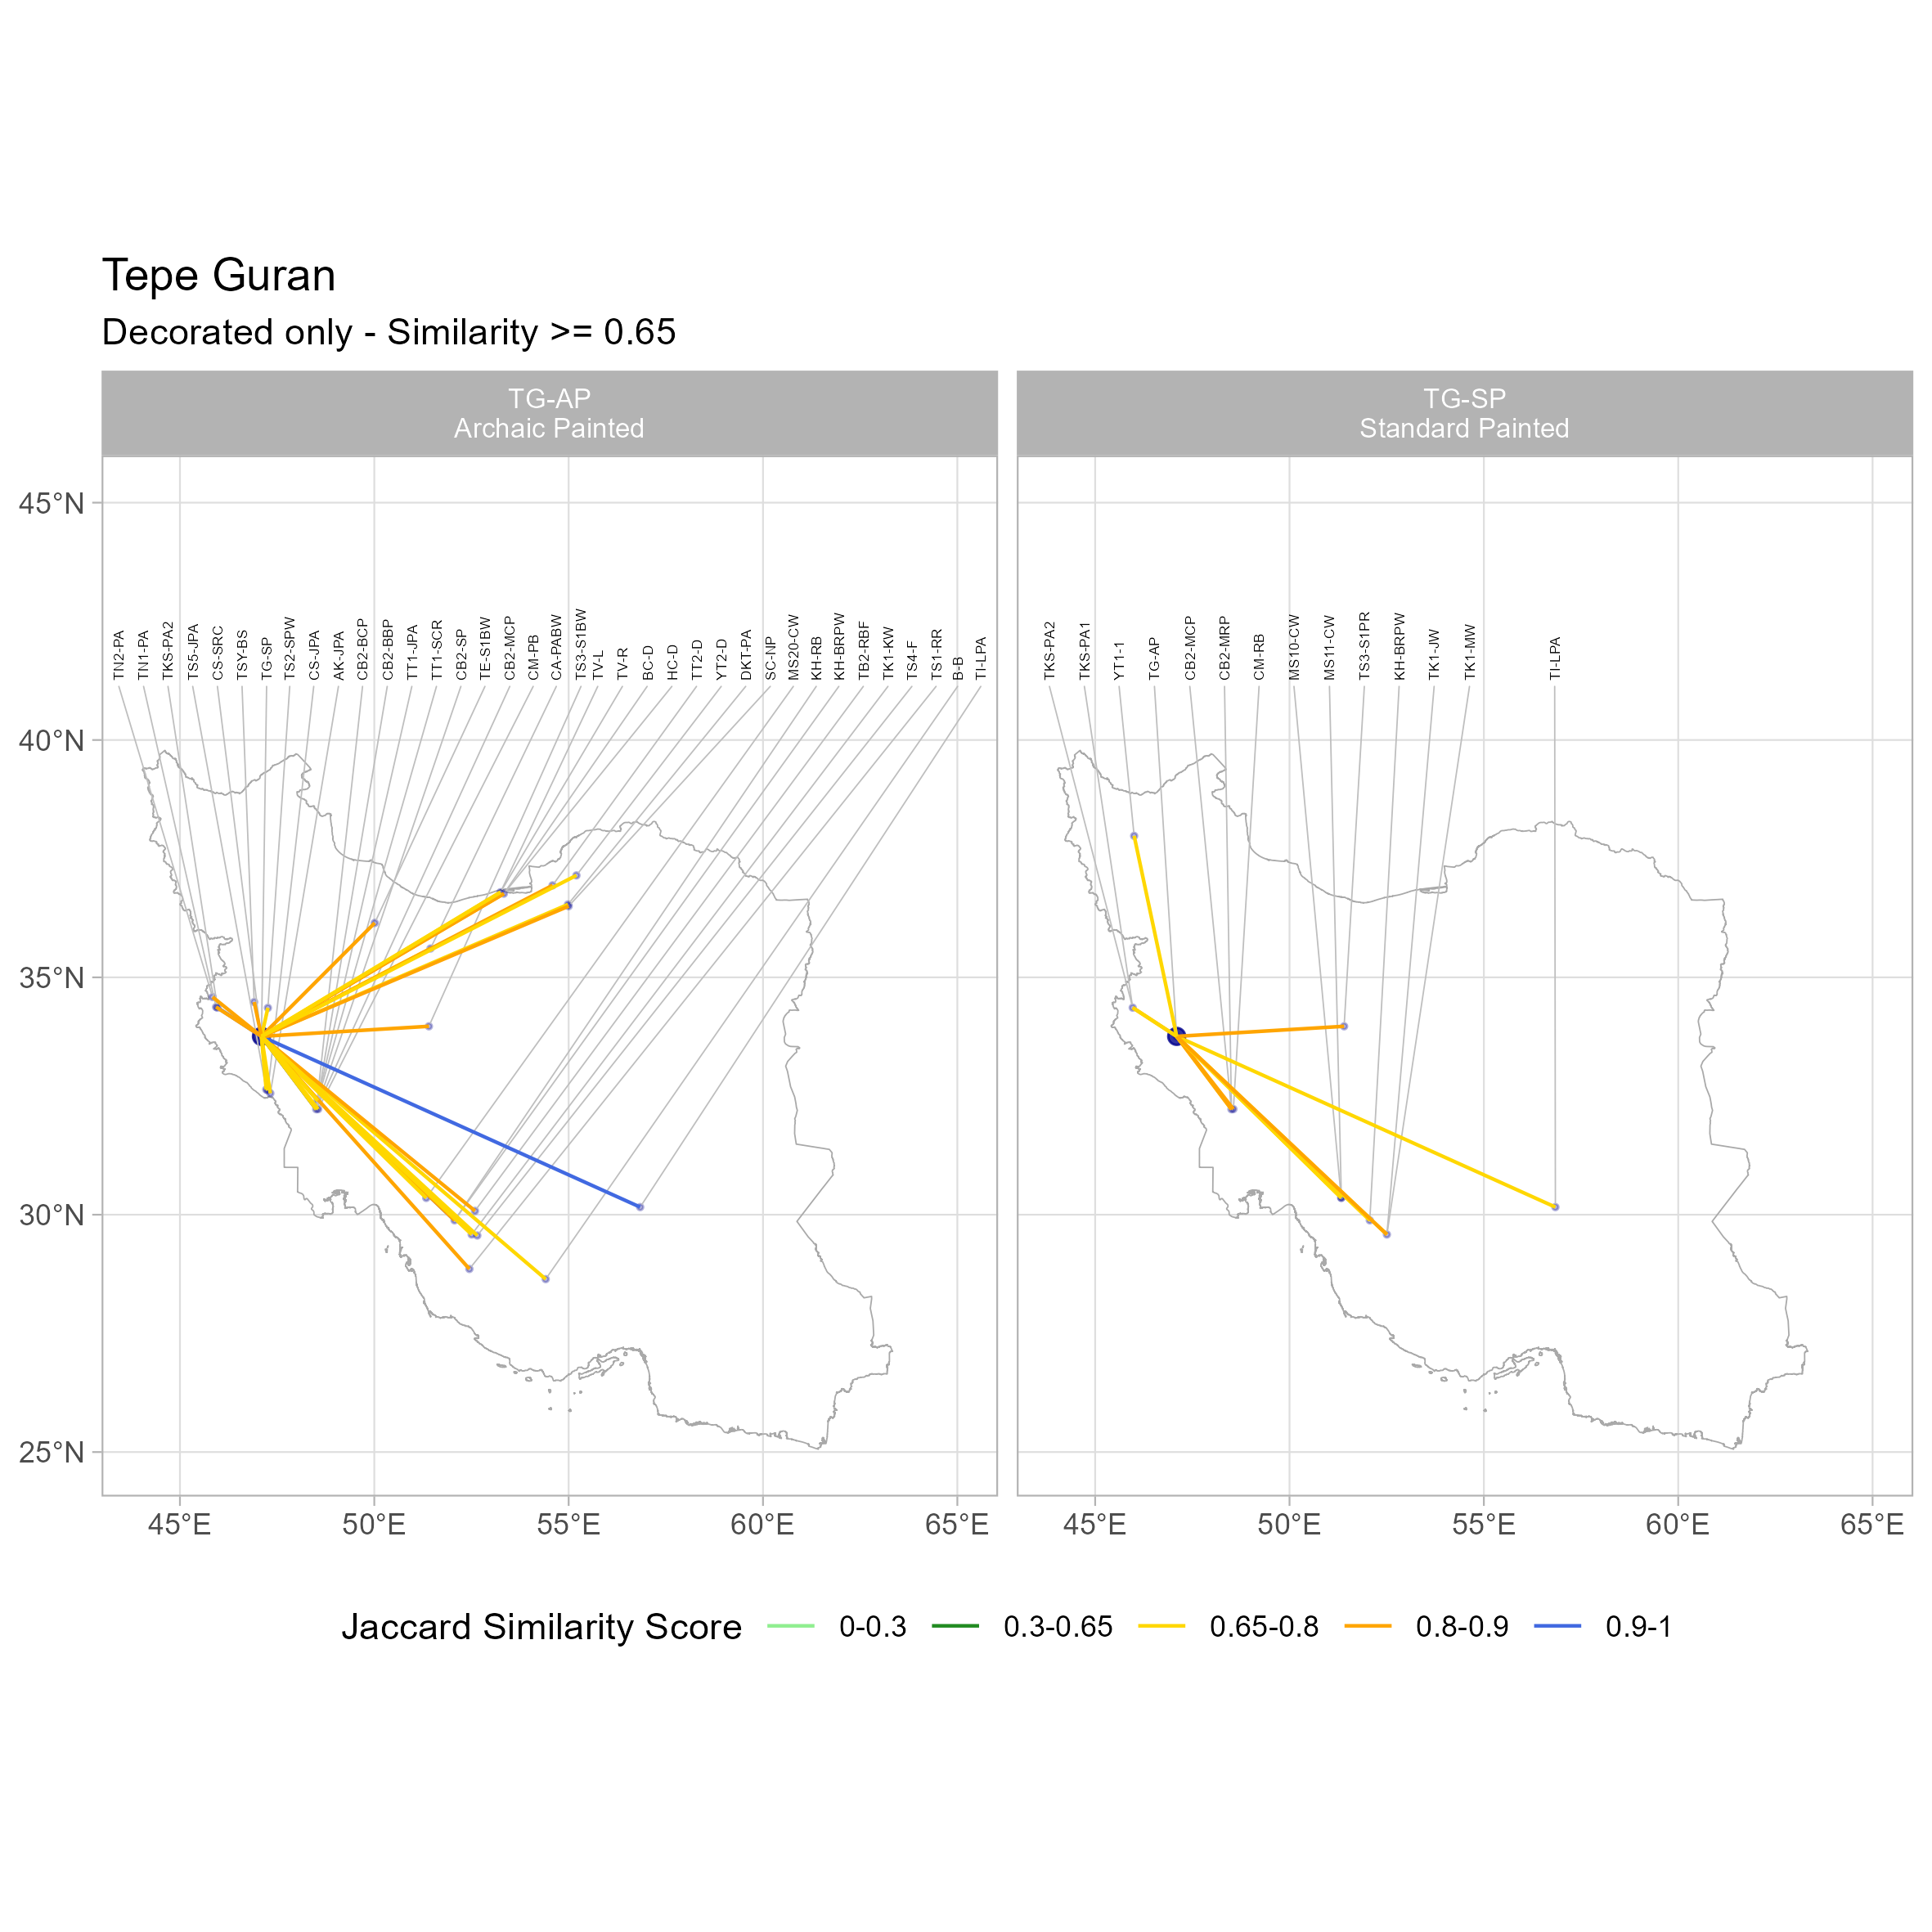 Tepe Guran
Decorated only - Similarity >= 0.65
TG-AP
Archaic Painted
TG-SP
Standard Painted
TN2-PA
TN1-PA
TKS-PA2
TS5-JPA
CS-SRC
TSY-BS
TG-SP
TS2-SPW
CS-JPA
AK-JPA
CB2-BCP
CB2-BBP
TT1-JPA
TT1-SCR
CB2-SP
TE-S1BW
CB2-MCP
CM-PB
CA-PABW
TS3-S1BW
TV-L
TV-R
BC-D
HC-D
TT2-D
YT2-D
DKT-PA
SC-NP
MS20-CW
KH-RB
KH-BRPW
TB2-RBF
TK1-KW
TS4-F
TS1-RR
B-B
TI-LPA
TKS-PA2
TKS-PA1
YT1-1
TG-AP
CB2-MCP
CB2-MRP
CM-RB
MS10-CW
MS11-CW
TS3-S1PR
KH-BRPW
TK1-JW
TK1-MW
TI-LPA
45°N
40°N
35°N
30°N
25°N
45°E 50°E 55°E 60°E 65°E
45°E 50°E 55°E 60°E 65°E
Jaccard Similarity Score 0-0.3 0.3-0.65 0.65-0.8 0.8-0.9 0.9-1